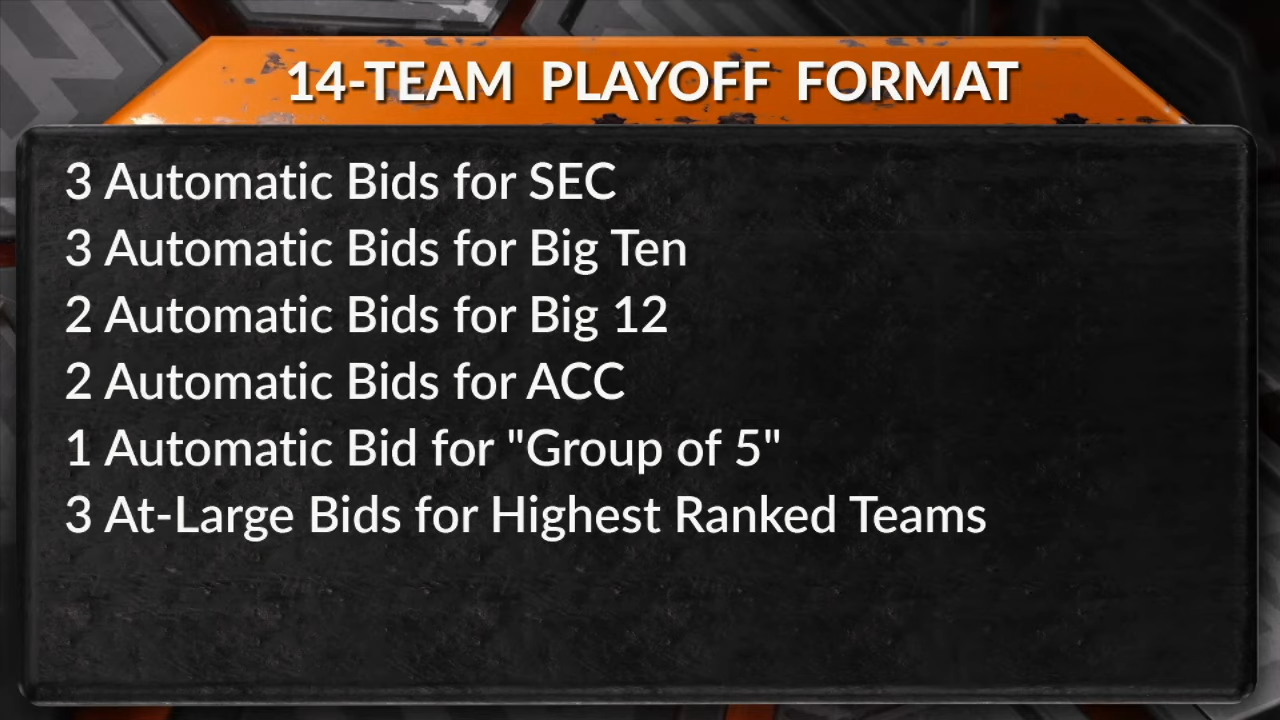 14-TEAM PLAYOFF FORMAT
3 Automatic Bids for SEC
3 Automatic Bids for Big Ten
2 Automatic Bids for Big 12
2 Automatic Bids for ACC
1 Automatic Bid for "Group of 5"
3 At-Large Bids for Highest Ranked Teams